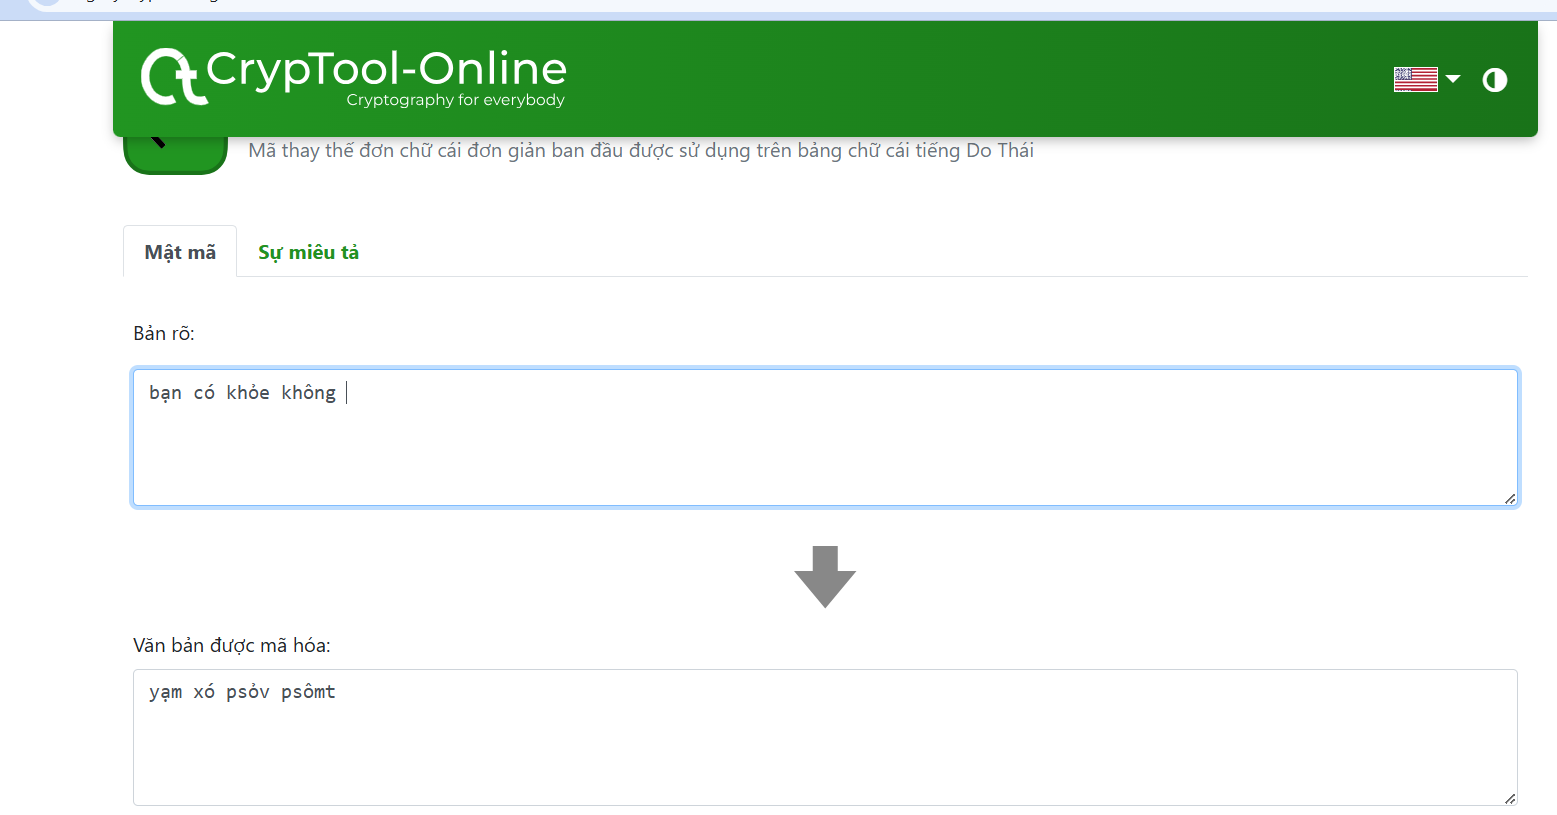 CrypTool-Online
Cryptography for everybody
Mã thay thế đơn chữ cái đơn giản ban đầu được sử dụng trên bảng chữ cái tiếng Do Thái
Mật mã
Sự miêu tả
Bản rõ:
bạn có khỏe không
Văn bản được mã hóa:
yạm xó psỏv psômt